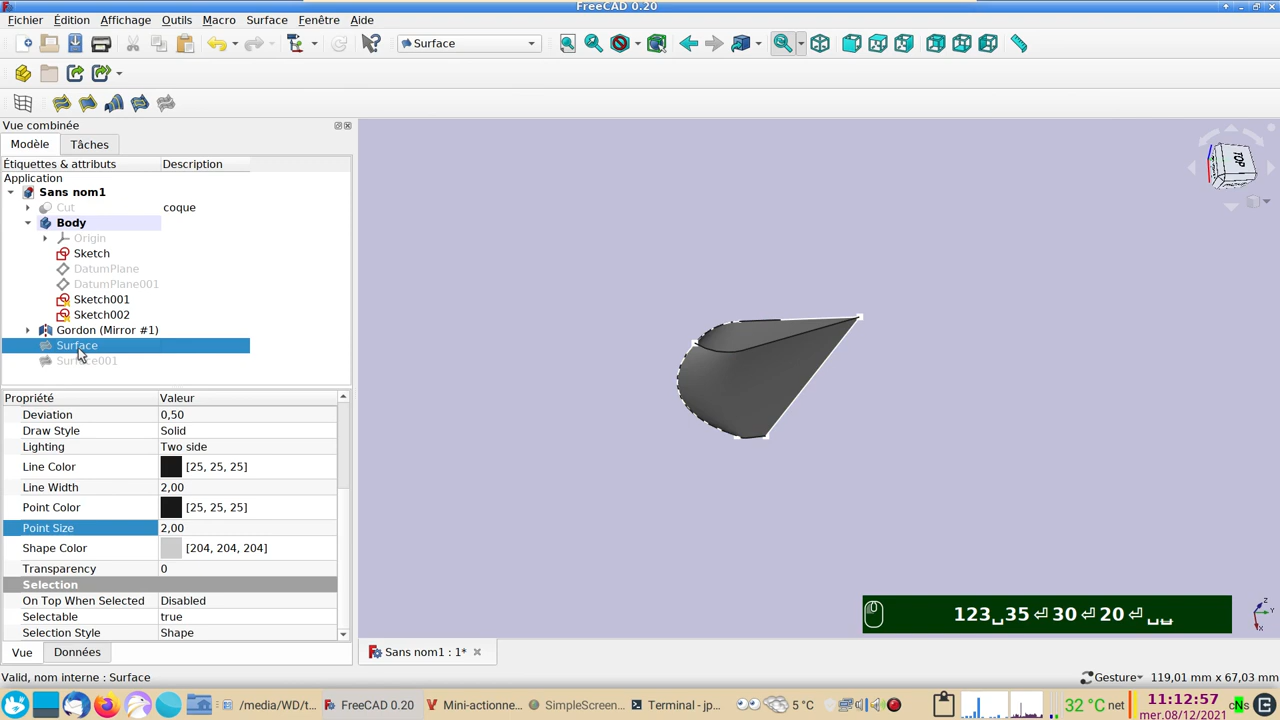 FreeCAD 0.20
Fichier Édition Affichage Outils Macro Surface Fenêtre Aide
Surface
Vue combinée
Modèle Tâches
Étiquettes & attributs Description
Application
Sans nom1
Cut coque
Body
Origin
Sketch
DatumPlane
DatumPlane001
Sketch001
Sketch002
Gordon (Mirror #1)
Surface
Surface001
Propriété Valeur
Deviation 0,50
Draw Style Solid
Lighting Two side
Line Color [25, 25, 25]
Line Width 2,00
Point Color [25, 25, 25]
Point Size 2,00
Shape Color [204, 204, 204]
Transparency 0
Selection
On Top When Selected Disabled
Selectable true
Selection Style Shape
Vue Données
TOP
123␣35⏎30⏎20⏎ ␣␣
Sans nom1 : 1*
Valid, nom interne : Surface
Gesture 119,01 mm x 67,03 mm
/media/WD/t... FreeCAD 0.20 Mini-actionne... SimpleScreen... Terminal - jp... 5 °C 32 °C net 11:12:57 cNs
mer.08/12/2021